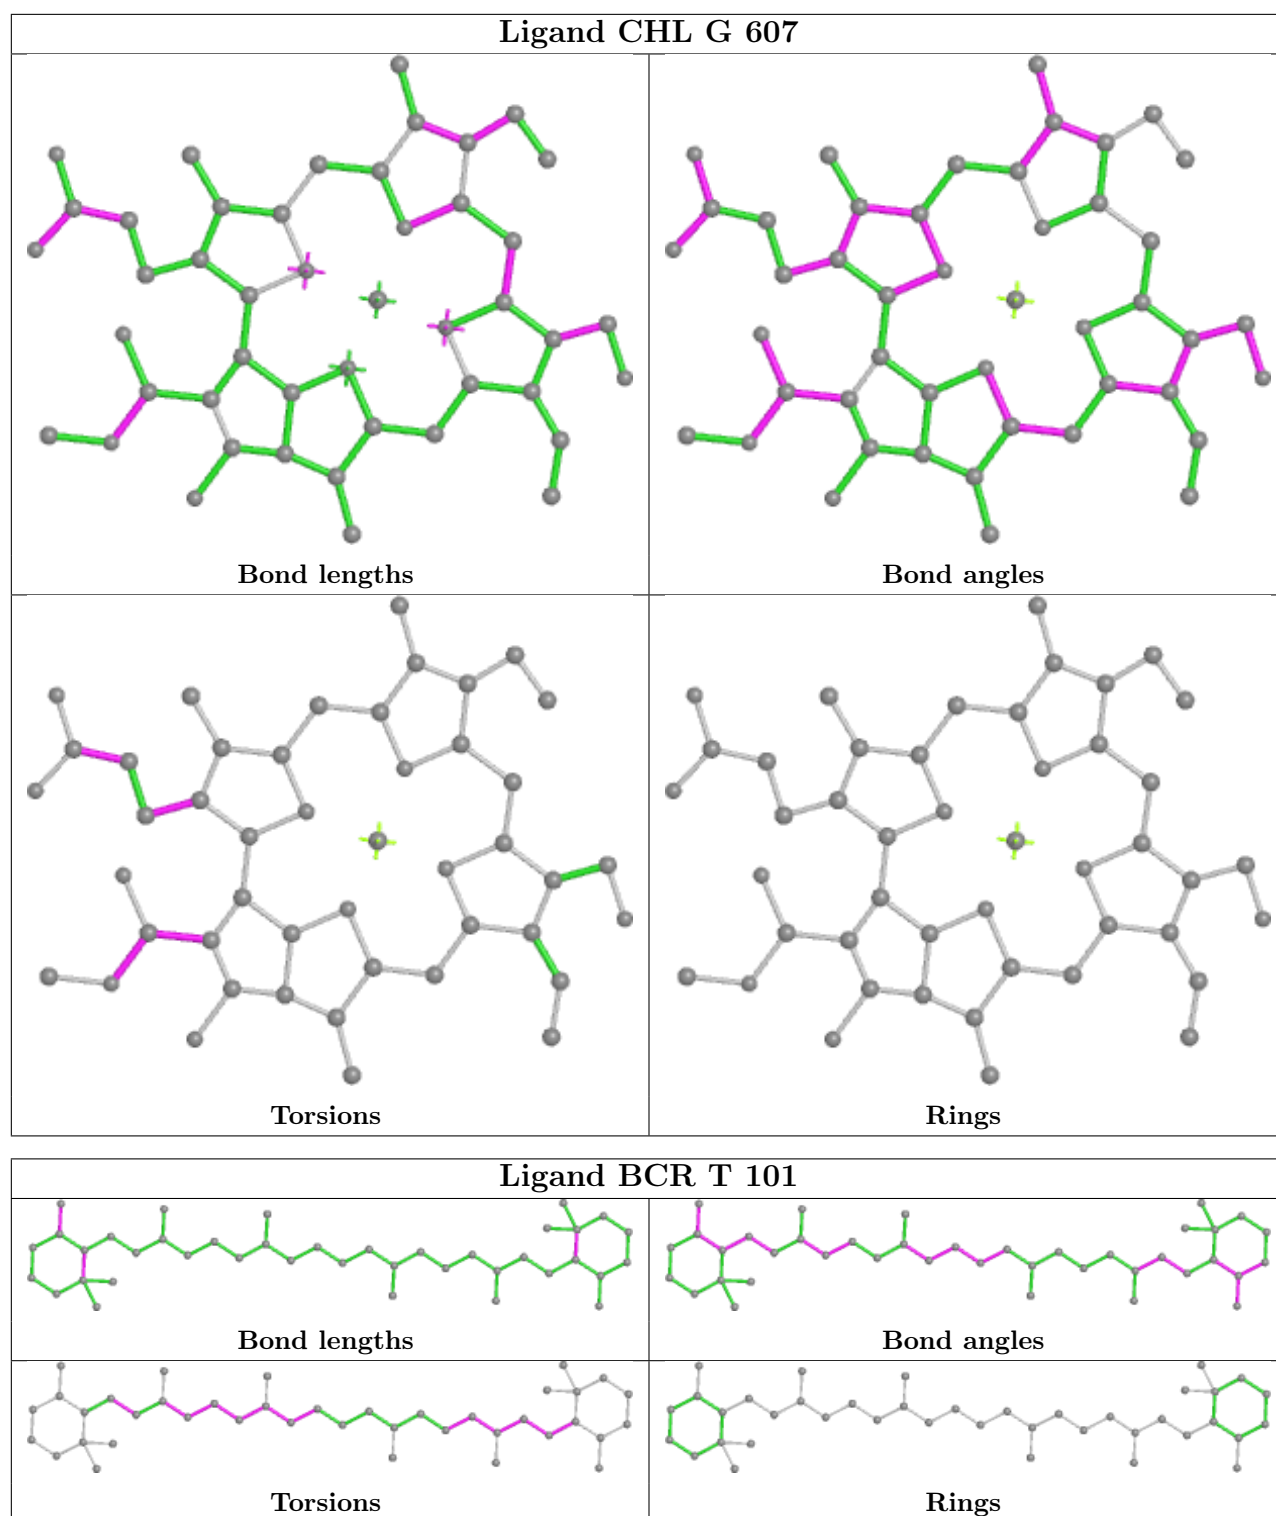 Ligand CHL G 607
Bond lengths
Bond angles
Torsions
Rings
Ligand BCR T 101
Bond lengths
Bond angles
Torsions
Rings